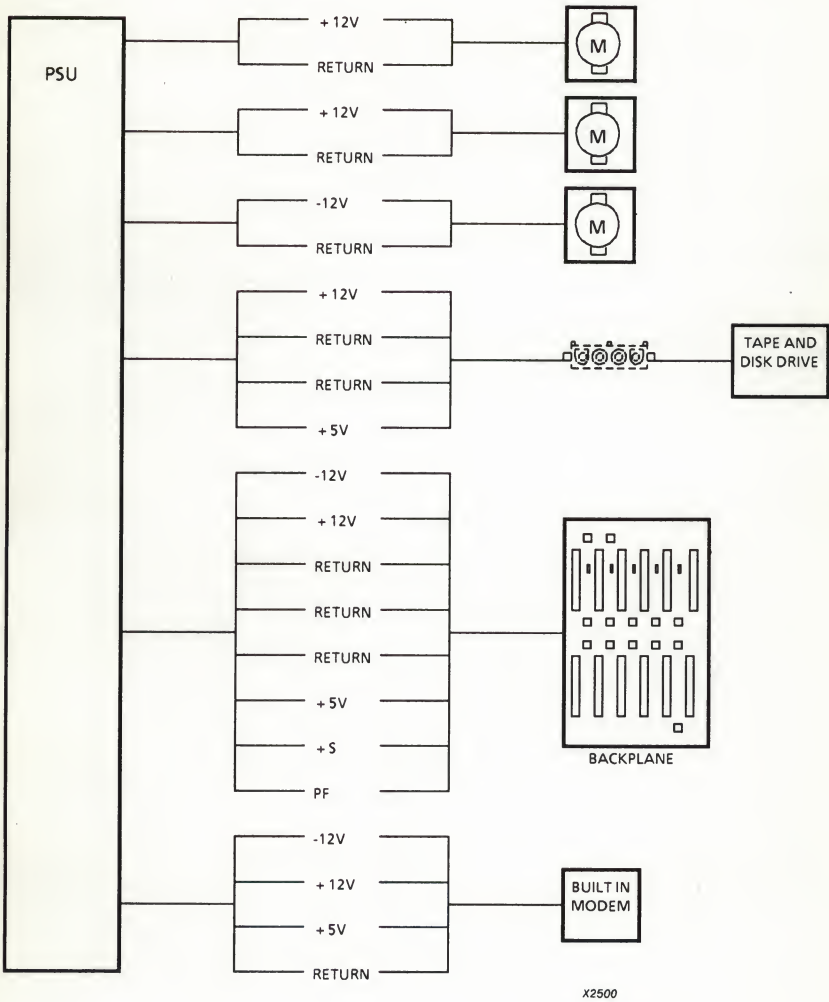 PSU
+ 12V
RETURN
M
+ 12V
RETURN
M
-12V
RETURN
M
+ 12V
RETURN
RETURN
+ 5V
TAPE AND
DISK DRIVE
-12V
+ 12V
RETURN
RETURN
RETURN
+ 5V
+ S
PF
BACKPLANE
-12V
+ 12V
+ 5V
RETURN
BUILT IN
MODEM
X2500